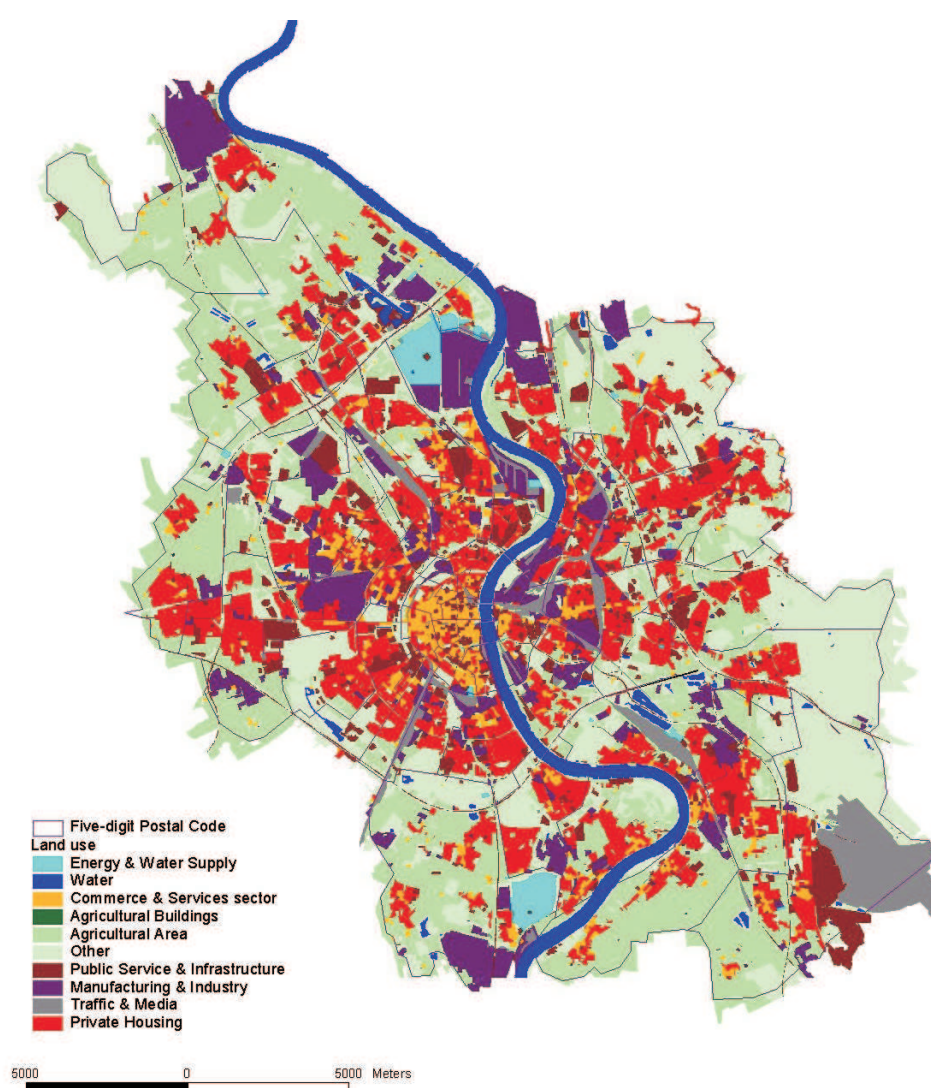 Five-digit Postal Code
Land use
Energy & Water Supply
Water
Commerce & Services sector
Agricultural Buildings
Agricultural Area
Other
Public Service & Infrastructure
Manufacturing & Industry
Traffic & Media
Private Housing
5000 0 5000 Meters